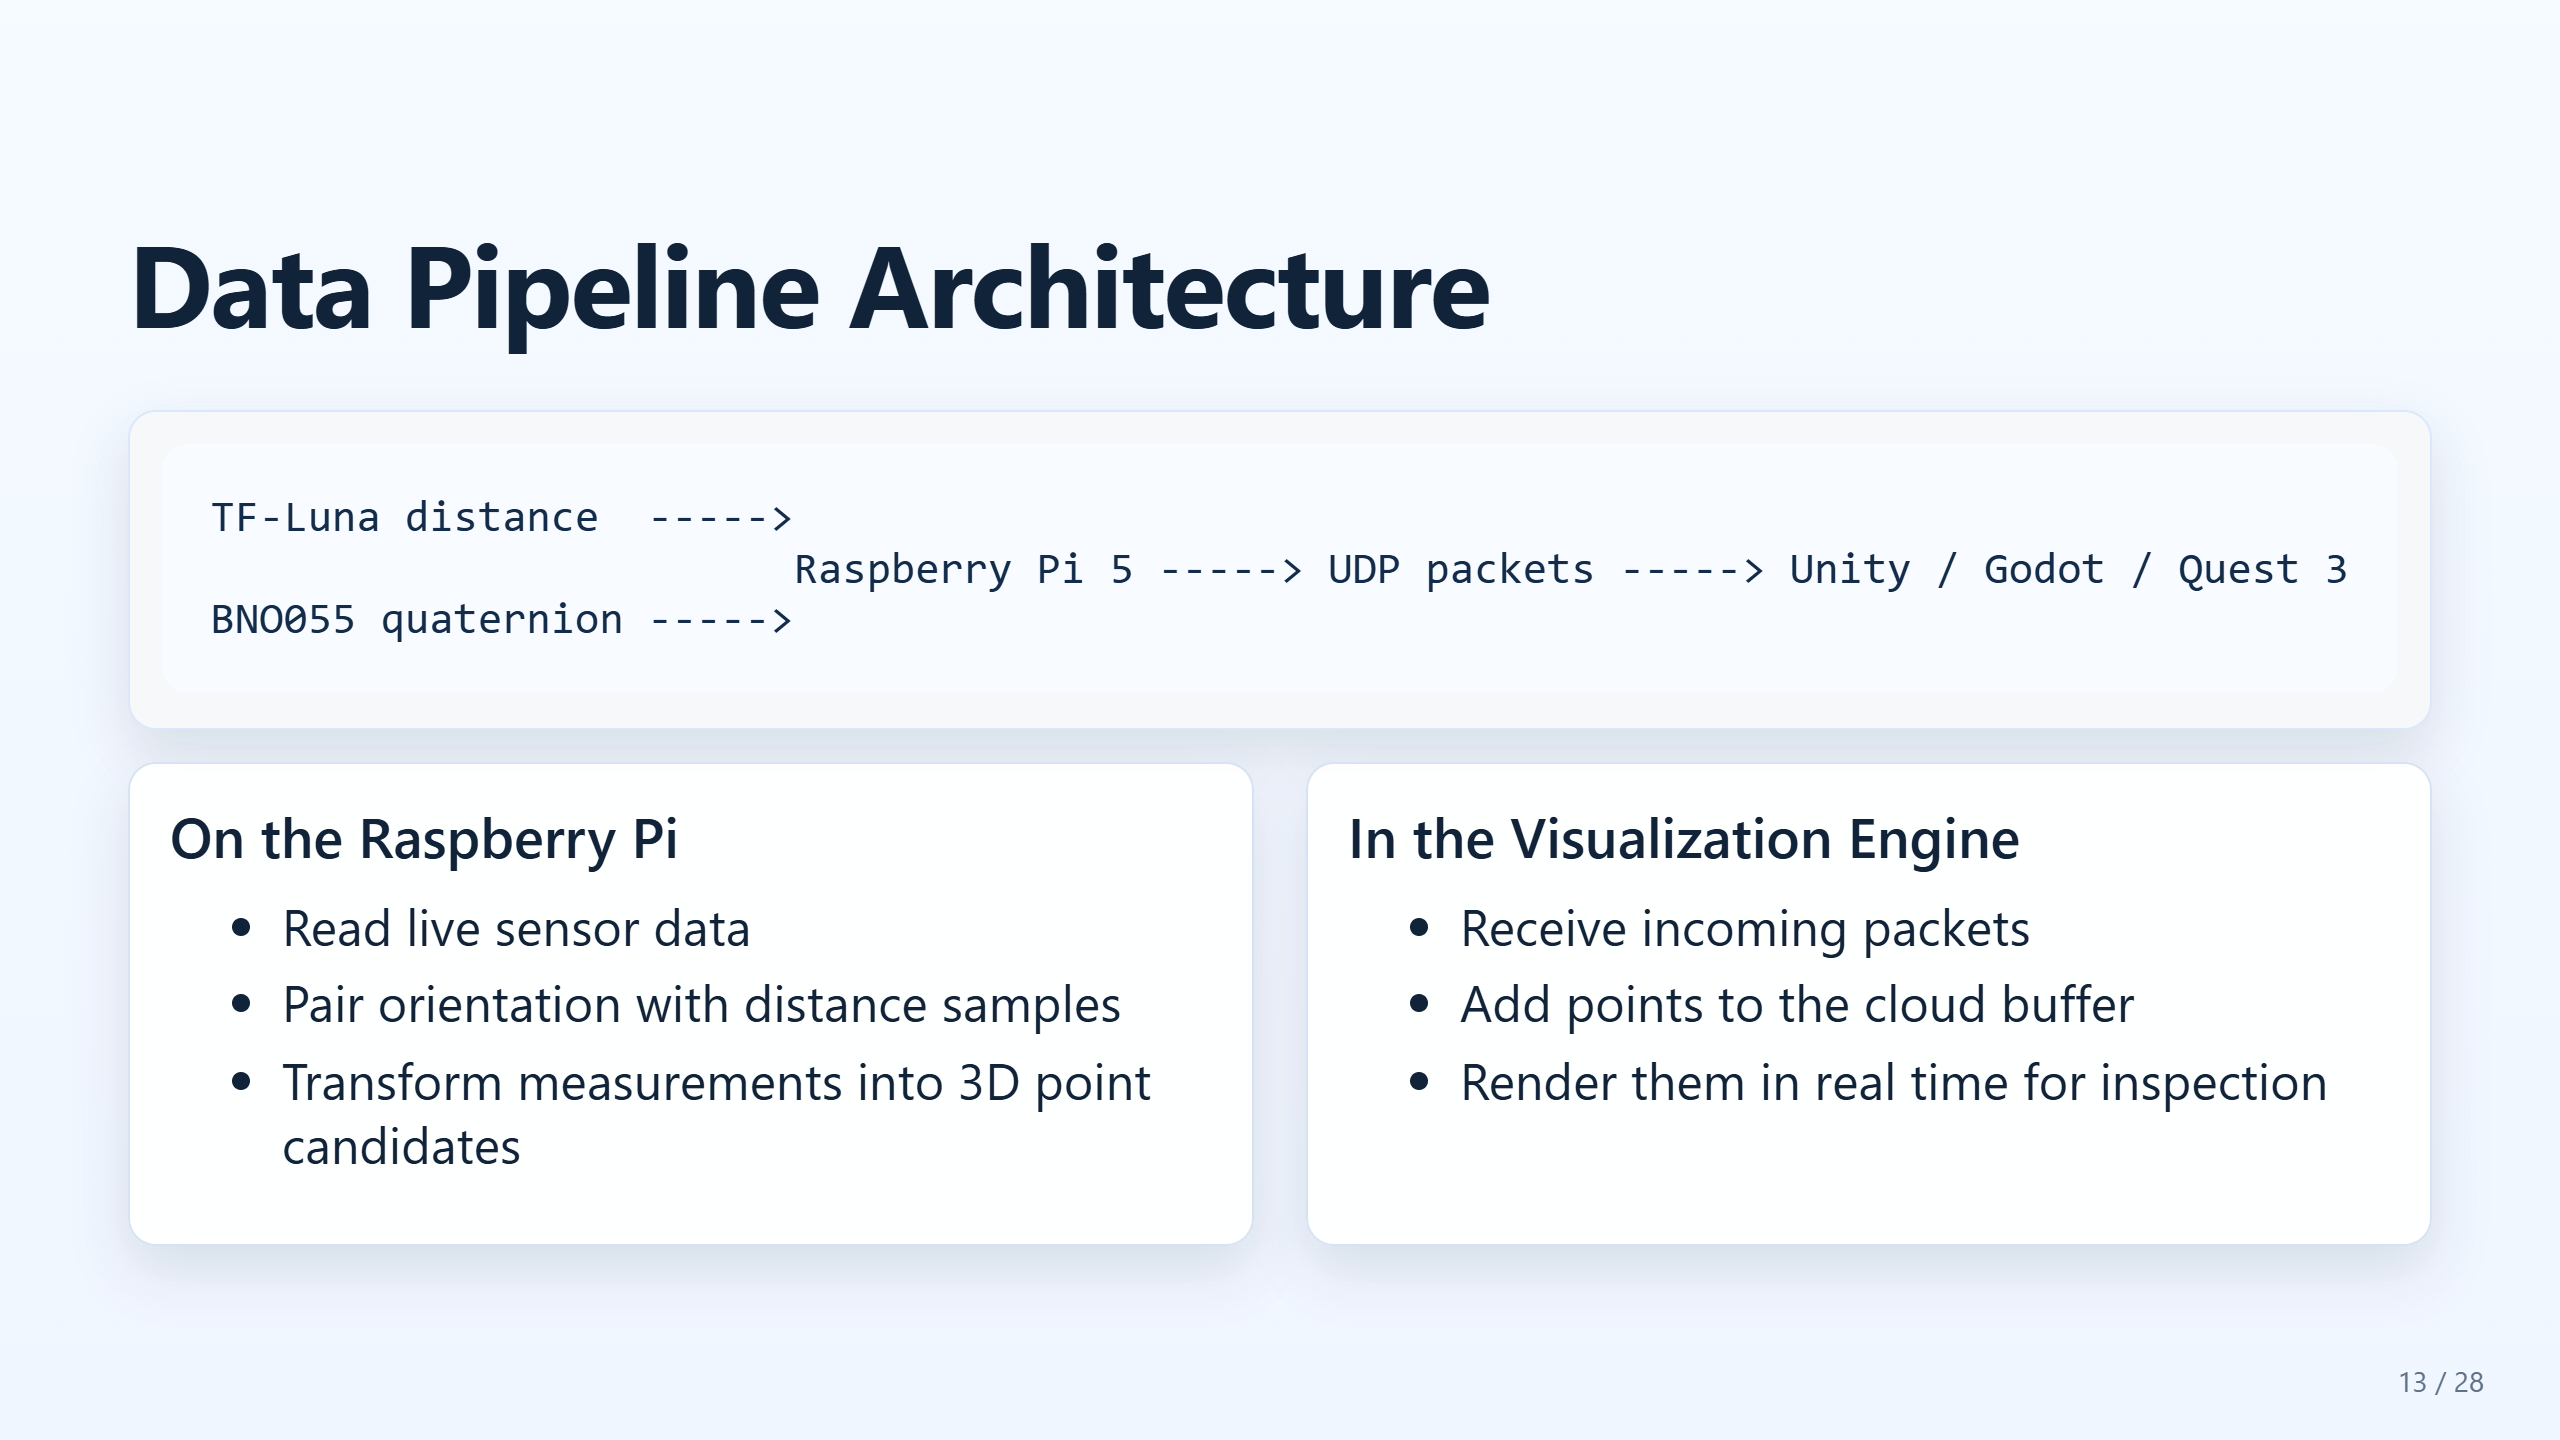 Data Pipeline Architecture
TF-Luna distance  ----->
Raspberry Pi 5 -----> UDP packets -----> Unity / Godot / Quest 3
BNO055 quaternion ----->
On the Raspberry Pi
• Read live sensor data
• Pair orientation with distance samples
• Transform measurements into 3D point
candidates
In the Visualization Engine
• Receive incoming packets
• Add points to the cloud buffer
• Render them in real time for inspection
13 / 28